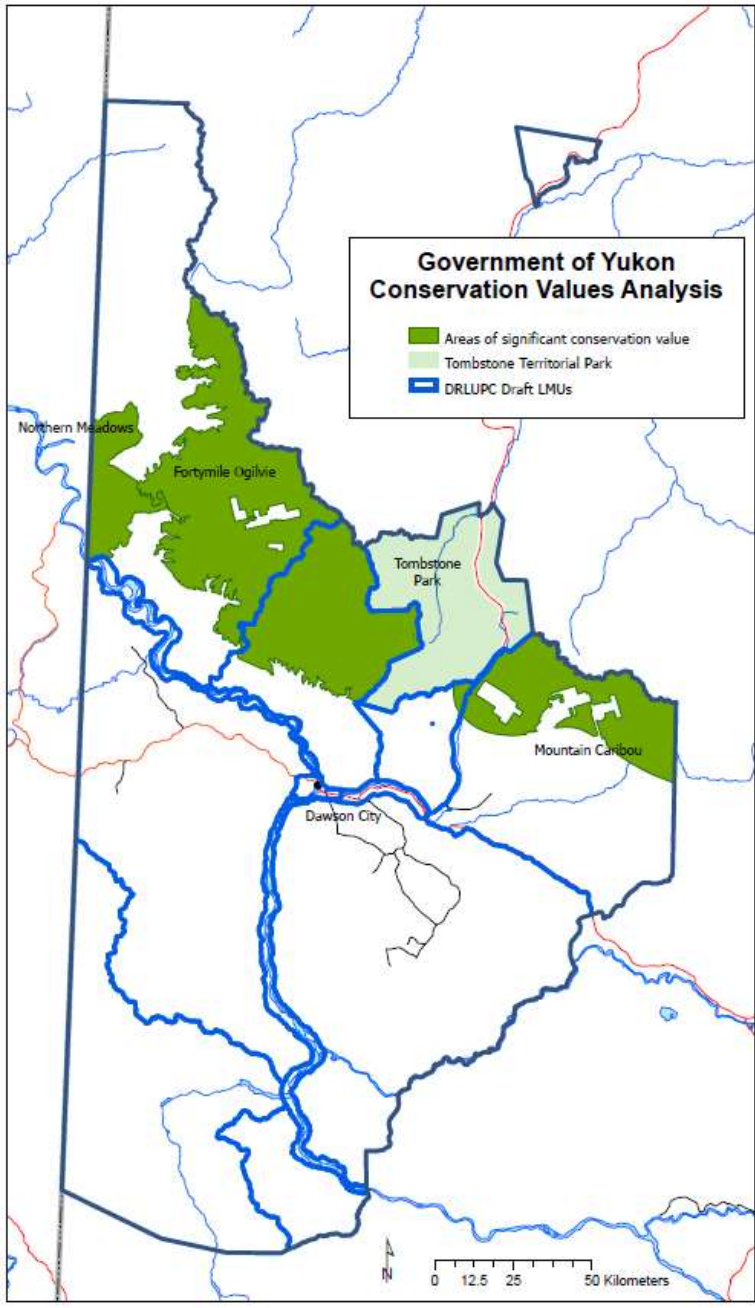 Government of Yukon
Conservation Values Analysis
Areas of significant conservation value
Tombstone Territorial Park
DRLUPC Draft LMUs
Northern Meadows
Fortymile Ogilvie
Tombstone
Park
Mountain Caribou
Dawson City
N
0 12.5 25 50 Kilometers